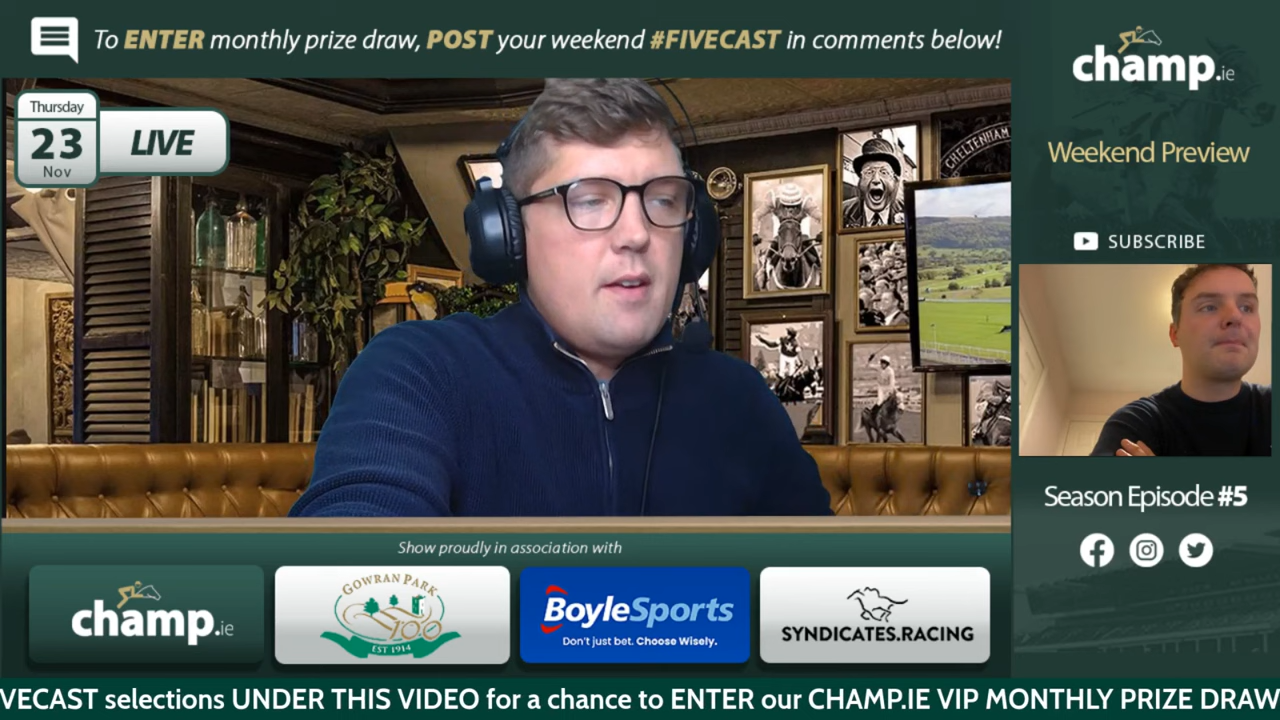 To ENTER monthly prize draw, POST your weekend #FIVECAST in comments below!
champ.ie
Weekend Preview
SUBSCRIBE
Thursday
23
Nov
LIVE
CHELTENHAM
Season Episode #5
Show proudly in association with
champ.ie
GOWRAN PARK
100
EST 1914
BoyleSports
Don't just bet. Choose Wisely.
SYNDICATES.RACING
VECAST selections UNDER THIS VIDEO for a chance to ENTER our CHAMP.IE VIP MONTHLY PRIZE DRAW